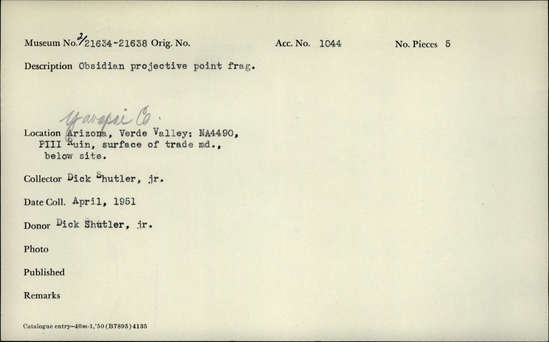 Museum No. 2/21634-21638 Orig. No. Acc. No. 1044 No. Pieces 5
Description Obsidian projective point frag.
Yavapai Co.
Location Arizona, Verde Valley: NA4490,
PIII Ruin, surface of trade md.,
below site.
Collector Dick Shutler, jr.
Date Coll. April, 1951
Donor Dick Shutler, jr.
Photo
Published
Remarks
Catalogue entry—40m-1,'50 (B7895) 4135